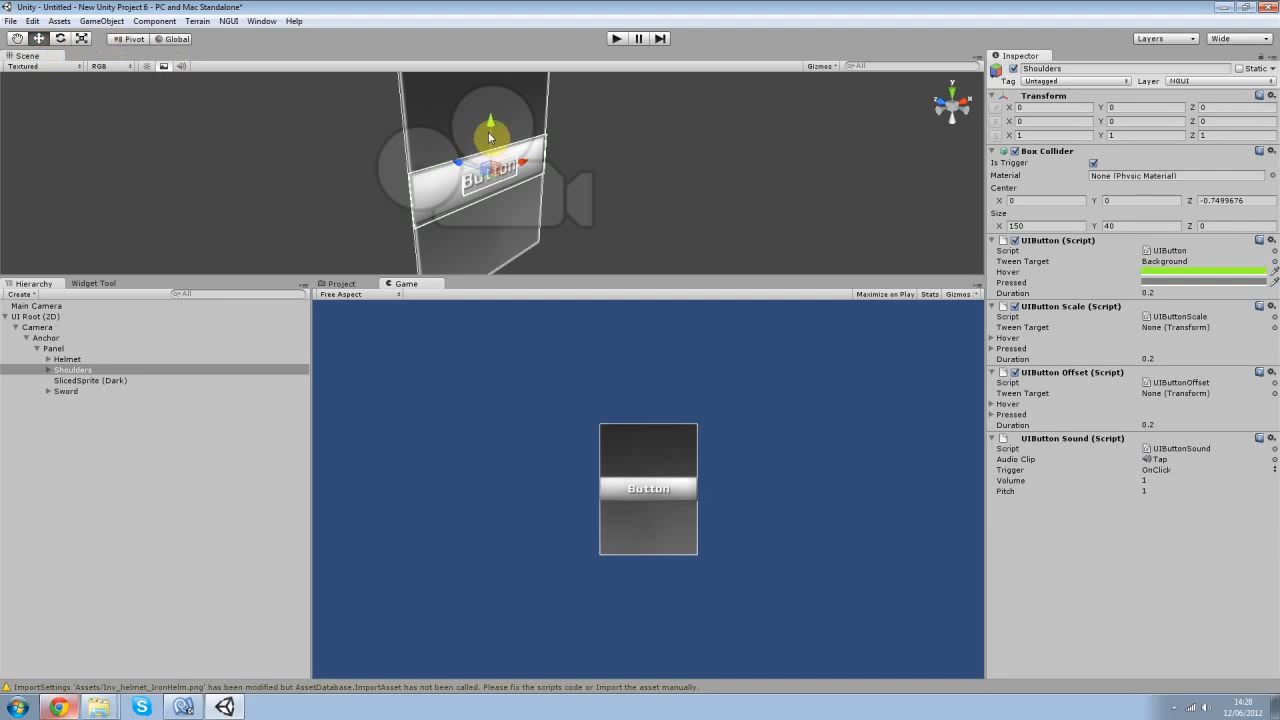 Unity - Untitled - New Unity Project 6 - PC and Mac Standalone*
File Edit Assets GameObject Component Terrain NGUI Window Help
Pivot Global Layers Wide
Scene
Textured RGB Gizmos All
Button
y
z x
Hierarchy Widget Tool
Create All
Main Camera
UI Root (2D)
Camera
Anchor
Panel
Helmet
Shoulders
SlicedSprite (Dark)
Sword
Project Game
Free Aspect Maximize on Play Stats Gizmos
Button
Inspector
Shoulders Static
Tag Untagged Layer NGUI
Transform
P X 0 Y 0 Z 0
R X 0 Y 0 Z 0
S X 1 Y 1 Z 1
Box Collider
Is Trigger
Material None (Physic Material)
Center
X 0 Y 0 Z -0.7499676
Size
X 150 Y 40 Z 0
UIButton (Script)
Script UIButton
Tween Target Background
Hover
Pressed
Duration 0.2
UIButton Scale (Script)
Script UIButtonScale
Tween Target None (Transform)
Hover
Pressed
Duration 0.2
UIButton Offset (Script)
Script UIButtonOffset
Tween Target None (Transform)
Hover
Pressed
Duration 0.2
UIButton Sound (Script)
Script UIButtonSound
Audio Clip Tap
Trigger OnClick
Volume 1
Pitch 1
ImportSettings 'Assets/Inv_helmet_IronHelm.png' has been modified but AssetDatabase.ImportAsset has not been called. Please fix the scripts code or Import the asset manually.
14:28
12/06/2012